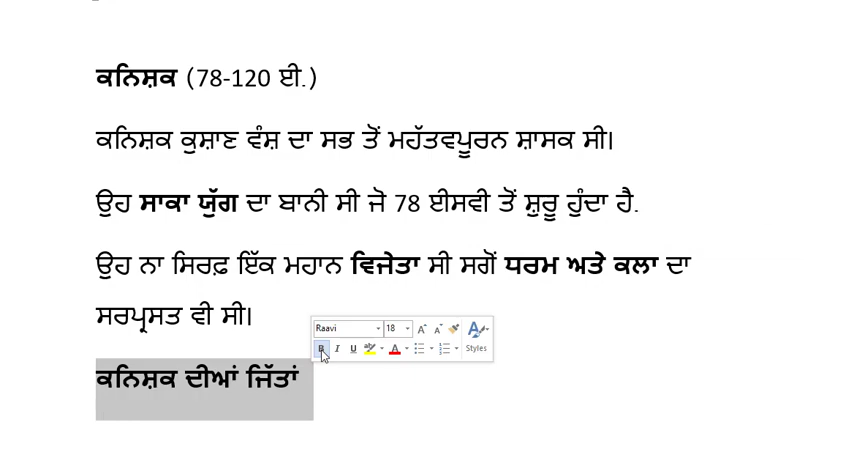 ਕਨਿਸ਼ਕ (78-120 ਈ.)
ਕਨਿਸ਼ਕ ਕੁਸ਼ਾਣ ਵੰਸ਼ ਦਾ ਸਭ ਤੋਂ ਮਹੱਤਵਪੂਰਨ ਸ਼ਾਸਕ ਸੀ।
ਉਹ ਸਾਕਾ ਯੁੱਗ ਦਾ ਬਾਨੀ ਸੀ ਜੋ 78 ਈਸਵੀ ਤੋਂ ਸ਼ੁਰੂ ਹੁੰਦਾ ਹੈ.
ਉਹ ਨਾ ਸਿਰਫ਼ ਇੱਕ ਮਹਾਨ ਵਿਜੇਤਾ ਸੀ ਸਗੋਂ ਧਰਮ ਅਤੇ ਕਲਾ ਦਾ
ਸਰਪ੍ਰਸਤ ਵੀ ਸੀ।
Raavi 18
B I U aby A Styles
ਕਨਿਸ਼ਕ ਦੀਆਂ ਜਿੱਤਾਂ